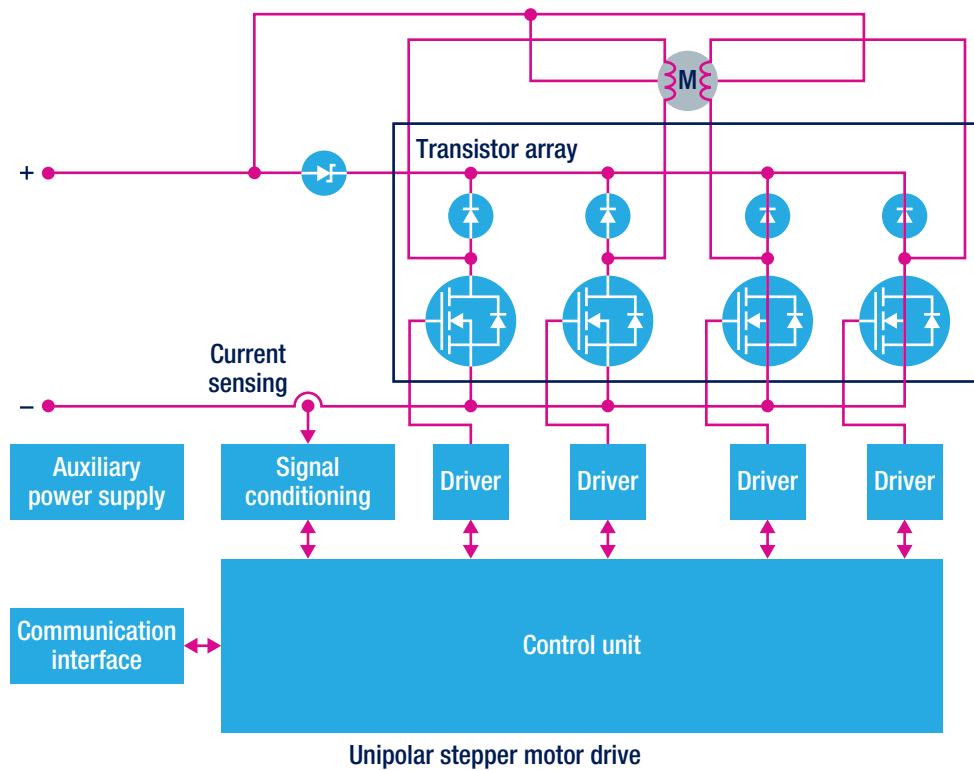 M
Transistor array
+
Current
sensing
–
Auxiliary
power supply
Signal
conditioning
Driver
Driver
Driver
Driver
Communication
interface
Control unit
Unipolar stepper motor drive